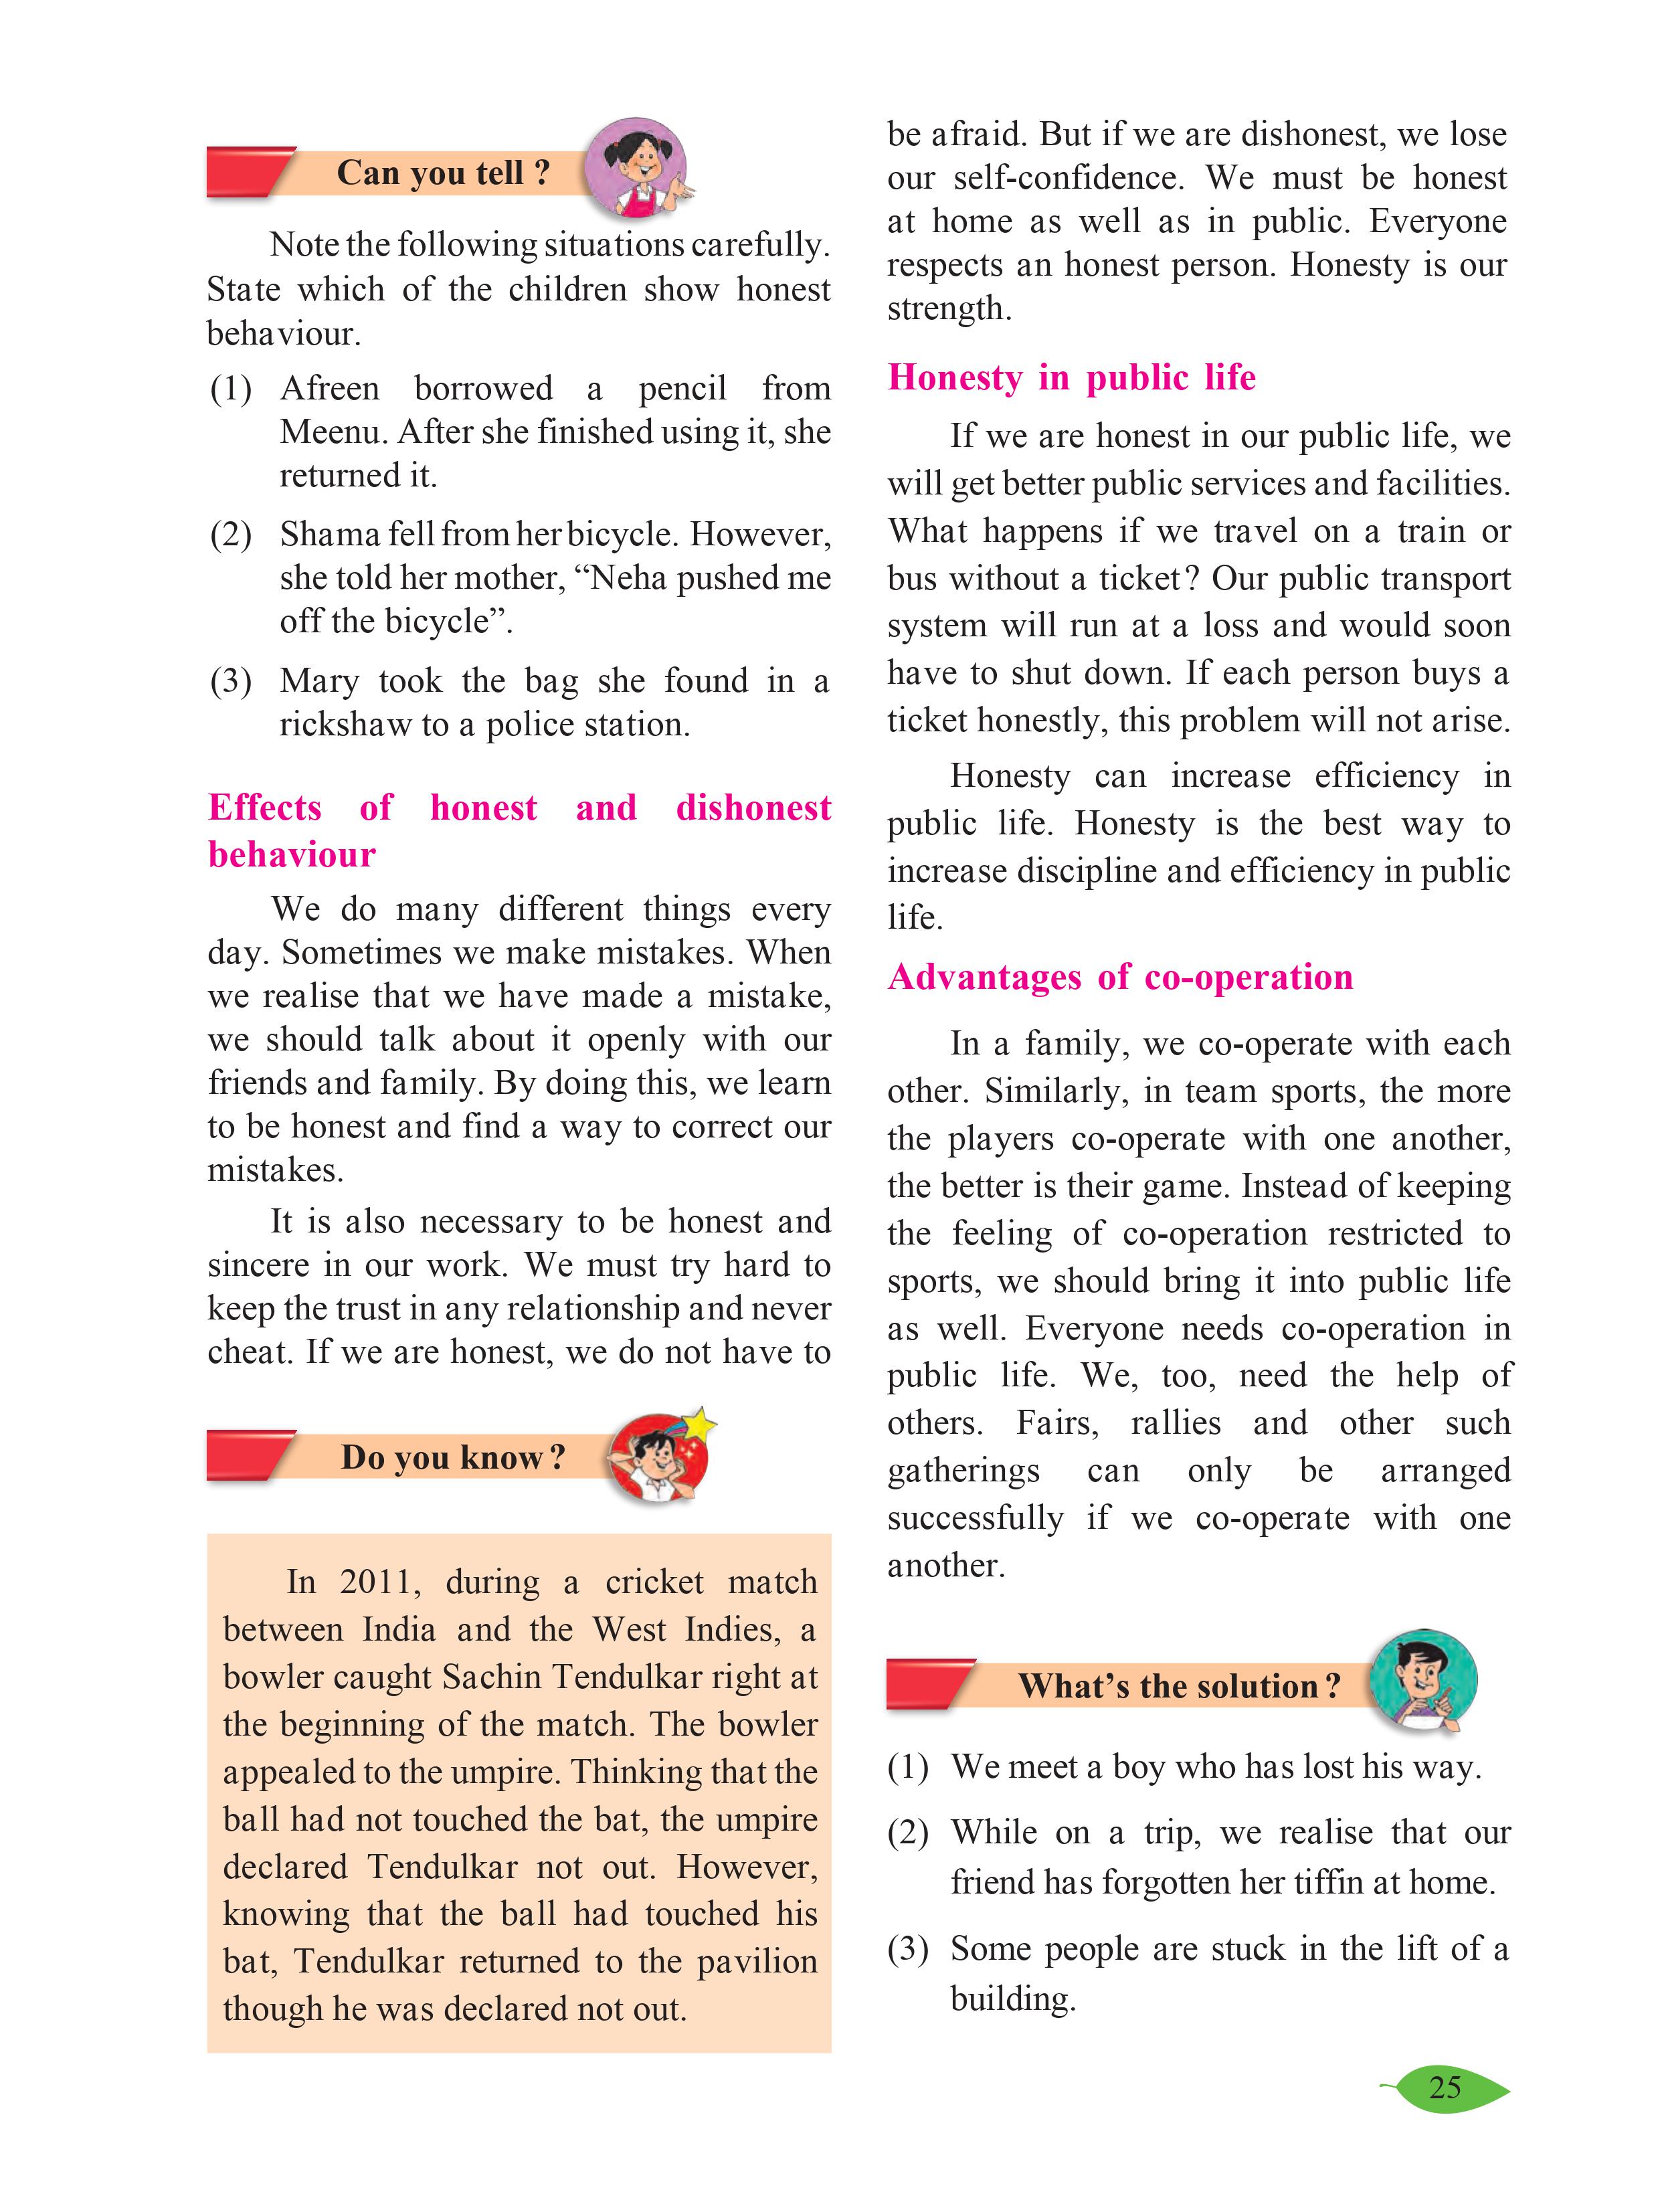 Can you tell ?
Note the following situations carefully.
State which of the children show honest
behaviour.
(1) Afreen borrowed a pencil from
Meenu. After she finished using it, she
returned it.
(2) Shama fell from her bicycle. However,
she told her mother, “Neha pushed me
off the bicycle”.
(3) Mary took the bag she found in a
rickshaw to a police station.
Effects of honest and dishonest
behaviour
We do many different things every
day. Sometimes we make mistakes. When
we realise that we have made a mistake,
we should talk about it openly with our
friends and family. By doing this, we learn
to be honest and find a way to correct our
mistakes.
It is also necessary to be honest and
sincere in our work. We must try hard to
keep the trust in any relationship and never
cheat. If we are honest, we do not have to
Do you know ?
In 2011, during a cricket match
between India and the West Indies, a
bowler caught Sachin Tendulkar right at
the beginning of the match. The bowler
appealed to the umpire. Thinking that the
ball had not touched the bat, the umpire
declared Tendulkar not out. However,
knowing that the ball had touched his
bat, Tendulkar returned to the pavilion
though he was declared not out.
be afraid. But if we are dishonest, we lose
our self-confidence. We must be honest
at home as well as in public. Everyone
respects an honest person. Honesty is our
strength.
Honesty in public life
If we are honest in our public life, we
will get better public services and facilities.
What happens if we travel on a train or
bus without a ticket? Our public transport
system will run at a loss and would soon
have to shut down. If each person buys a
ticket honestly, this problem will not arise.
Honesty can increase efficiency in
public life. Honesty is the best way to
increase discipline and efficiency in public
life.
Advantages of co-operation
In a family, we co-operate with each
other. Similarly, in team sports, the more
the players co-operate with one another,
the better is their game. Instead of keeping
the feeling of co-operation restricted to
sports, we should bring it into public life
as well. Everyone needs co-operation in
public life. We, too, need the help of
others. Fairs, rallies and other such
gatherings can only be arranged
successfully if we co-operate with one
another.
What’s the solution ?
(1) We meet a boy who has lost his way.
(2) While on a trip, we realise that our
friend has forgotten her tiffin at home.
(3) Some people are stuck in the lift of a
building.
25